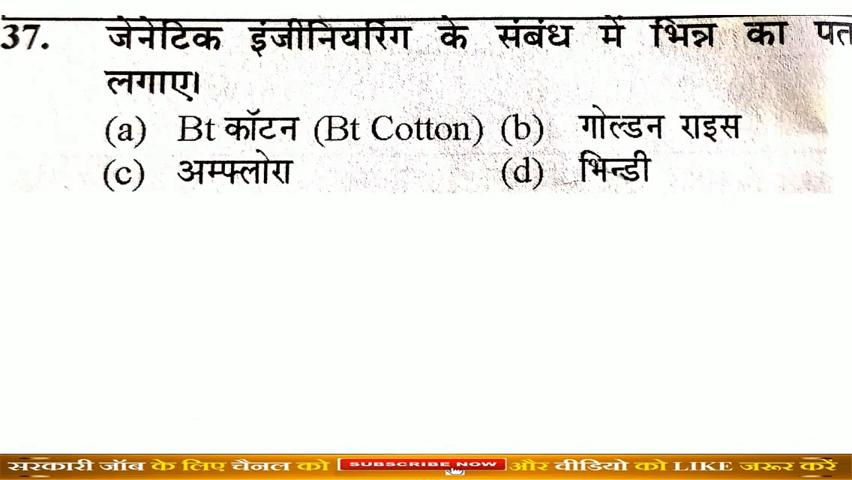 37. जेनेटिक इंजीनियरिंग के संबंध में भिन्न का पत
लगाए।
(a) Bt कॉटन (Bt Cotton) (b) गोल्डन राइस
(c) अम्फ्लोरा (d) भिन्डी
सरकारी जॉब के लिए चैनल को SUBSCRIBE NOW और वीडियो को LIKE जरूर करें